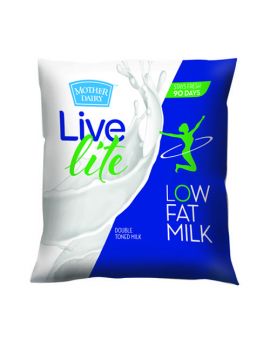 MOTHER
DAIRY
STAYS FRESH
90 DAYS
Live
lite
LOW
FAT
MILK
DOUBLE
TONED MILK